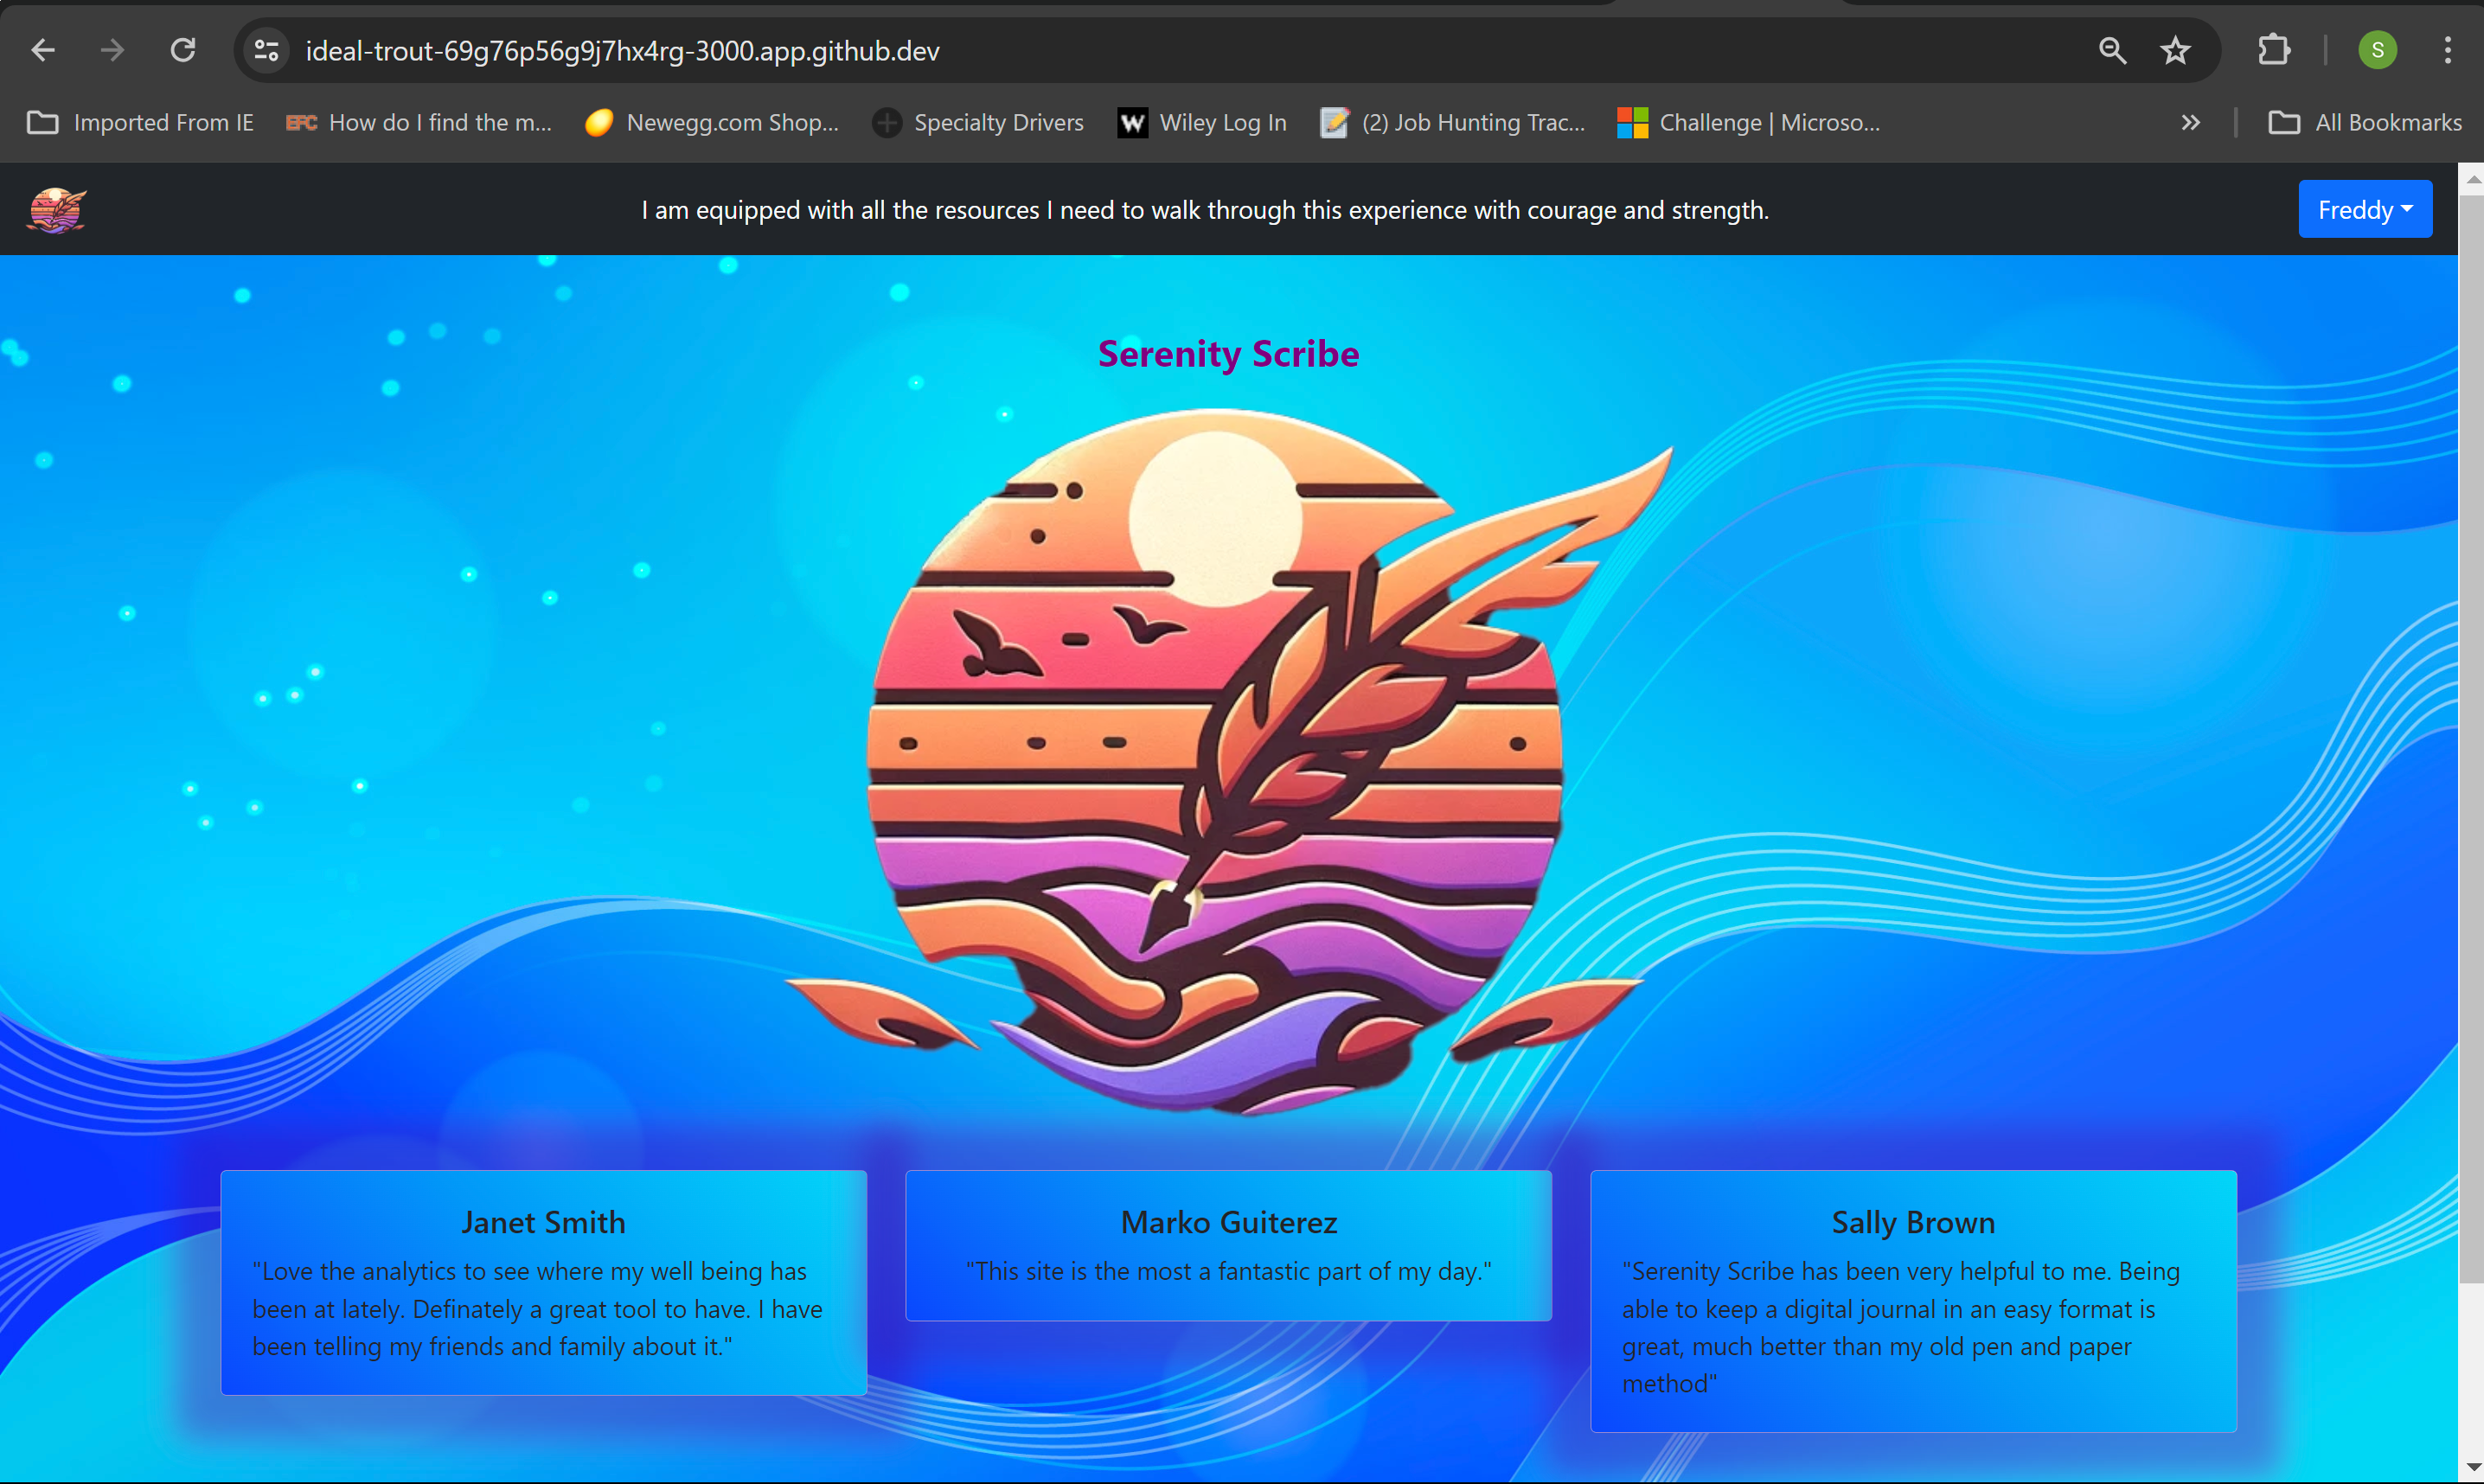 ideal-trout-69g76p56g9j7hx4rg-3000.app.github.dev
S
Imported From IE
EFC How do I find the m...
Newegg.com Shop...
Specialty Drivers
W Wiley Log In
(2) Job Hunting Trac...
Challenge | Microso...
All Bookmarks
I am equipped with all the resources I need to walk through this experience with courage and strength.
Freddy
Serenity Scribe
Janet Smith
"Love the analytics to see where my well being has
been at lately. Definately a great tool to have. I have
been telling my friends and family about it."
Marko Guiterez
"This site is the most a fantastic part of my day."
Sally Brown
"Serenity Scribe has been very helpful to me. Being
able to keep a digital journal in an easy format is
great, much better than my old pen and paper
method"